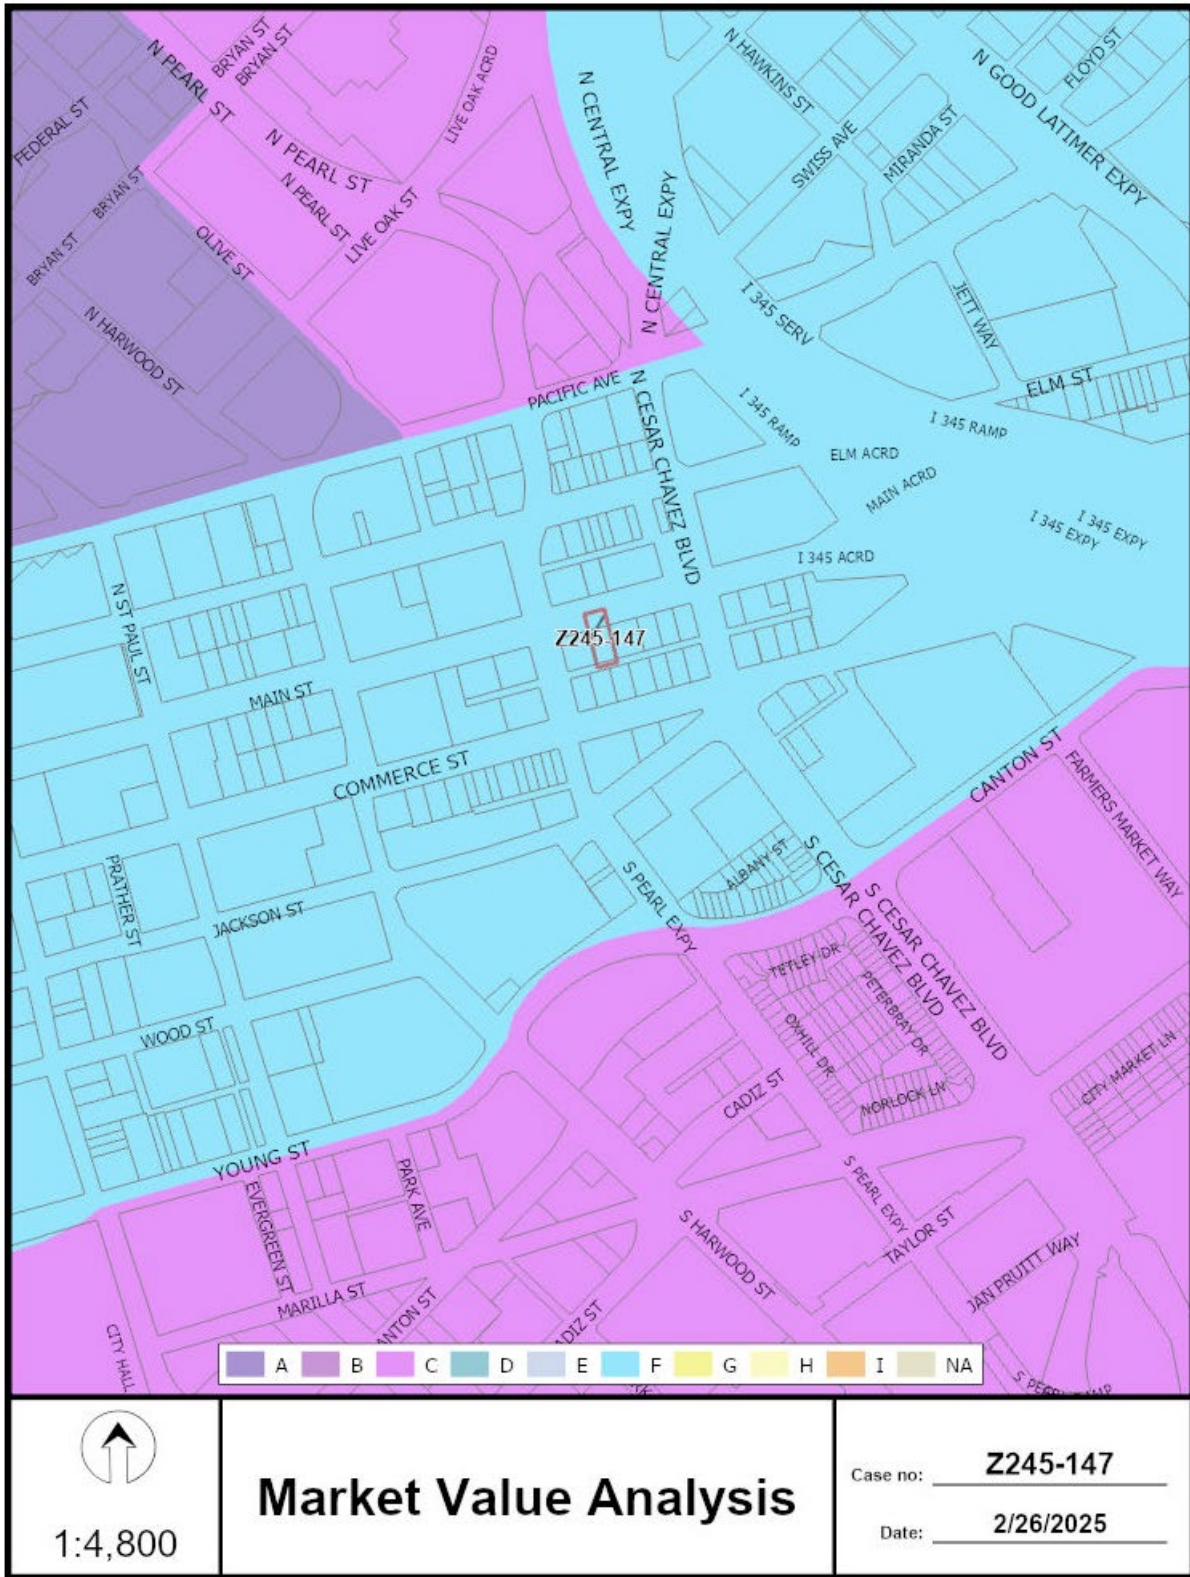 N PEARL ST
BRYAN ST
BRYAN ST
LIVE OAK ACRD
N HAWKINS ST
N GOOD LATIMER EXPY
FLOYD ST
FEDERAL ST
N PEARL ST
N CENTRAL EXPY
SWISS AVE
MIRANDA ST
BRYAN ST
N PEARL ST
LIVE OAK ST
N CENTRAL EXPY
BRYAN ST
OLIVE ST
I 345 SERV
JETT WAY
N HARWOOD ST
PACIFIC AVE
N CESAR CHAVEZ BLVD
ELM ST
I 345 RAMP
I 345 RAMP
ELM ACRD
MAIN ACRD
I 345 EXPY
I 345 EXPY
I 345 ACRD
N ST PAUL ST
Z245-147
MAIN ST
COMMERCE ST
CANTON ST
FARMERS MARKET WAY
PRATHER ST
ALBANY ST
S CESAR CHAVEZ BLVD
S CESAR CHAVEZ BLVD
S PEARL EXPY
JACKSON ST
TETLEY DR
PETERBRAY DR
OXHILL DR
WOOD ST
CADIZ ST
NORLOCK LN
CITY MARKET LN
YOUNG ST
PARK AVE
EVERGREEN ST
S PEARL EXPY
S HARWOOD ST
TAYLOR ST
JAN PRUITT WAY
MARILLA ST
CITY HALL
A B C D E F G H I NA
1:4,800
Market Value Analysis
Case no: Z245-147
Date: 2/26/2025